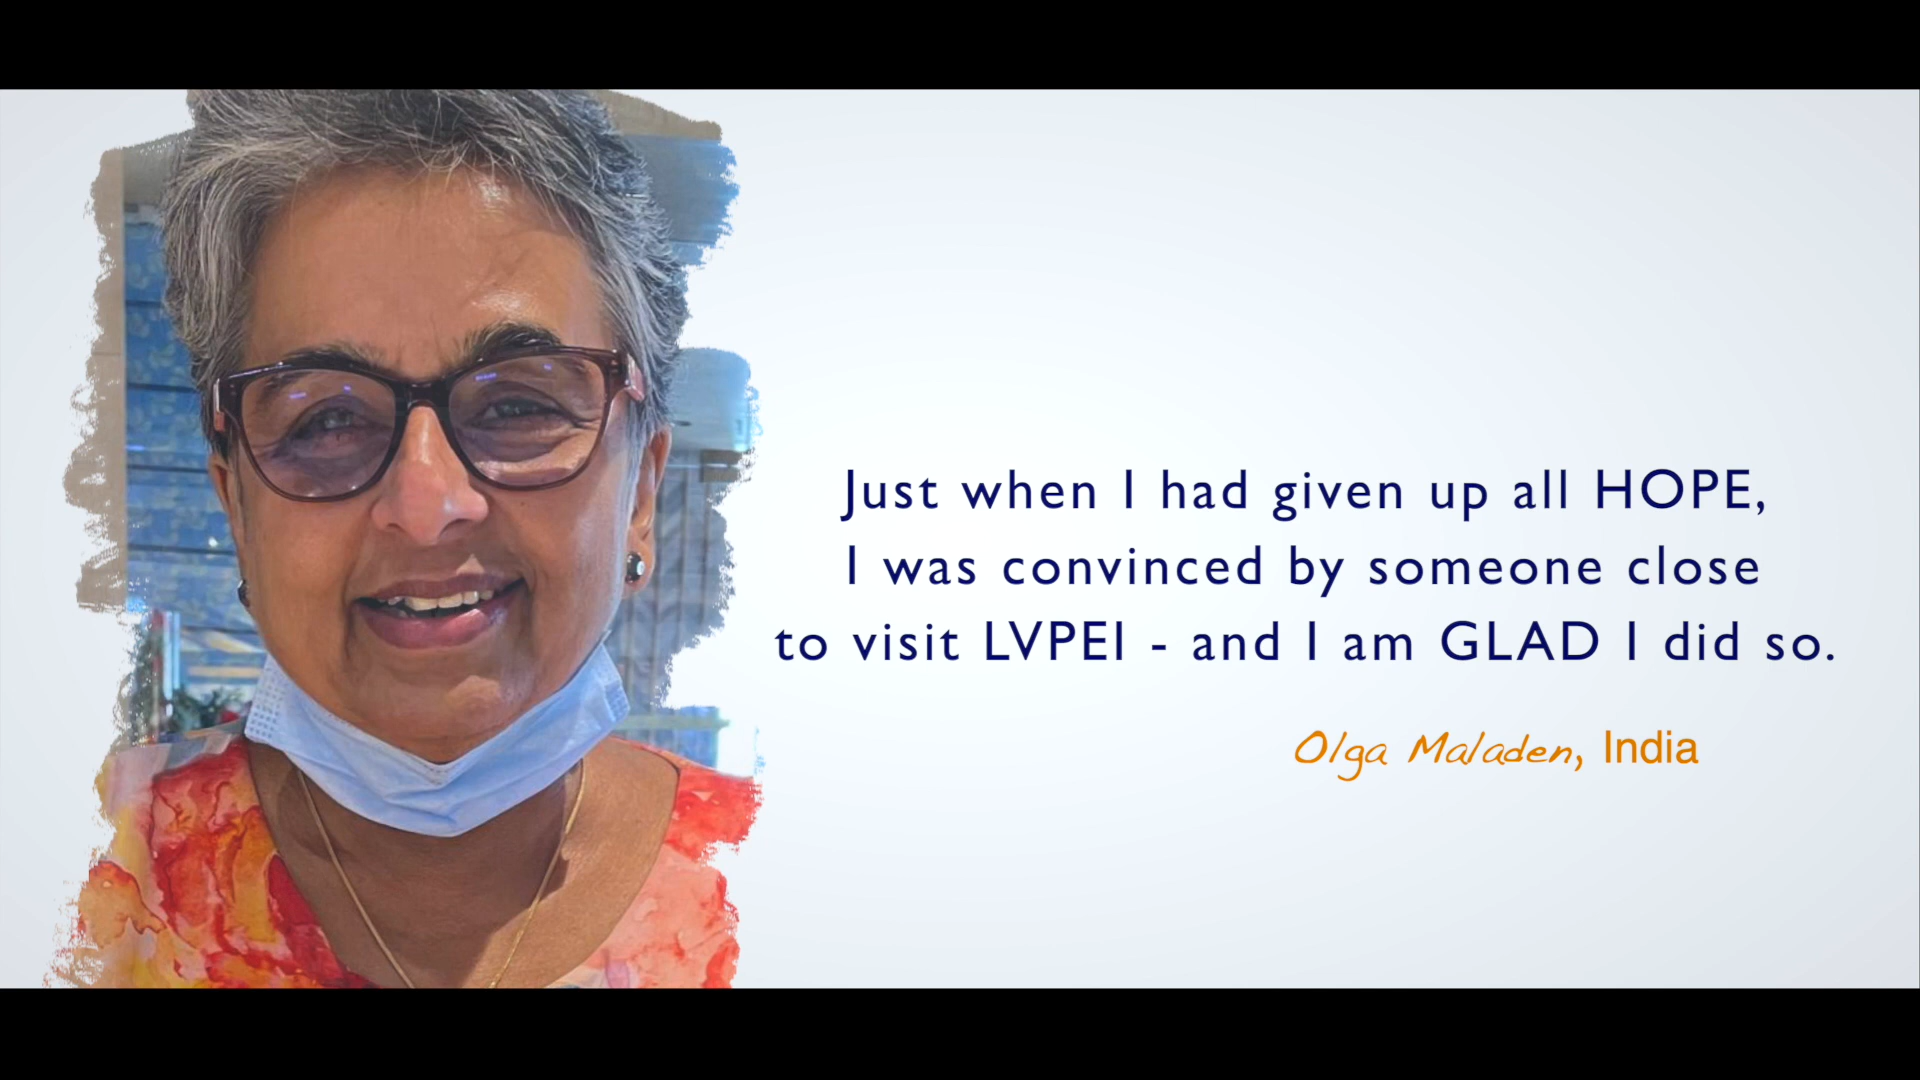 Just when I had given up all HOPE,
I was convinced by someone close
to visit LVPEI - and I am GLAD I did so.
Olga Maladen, India